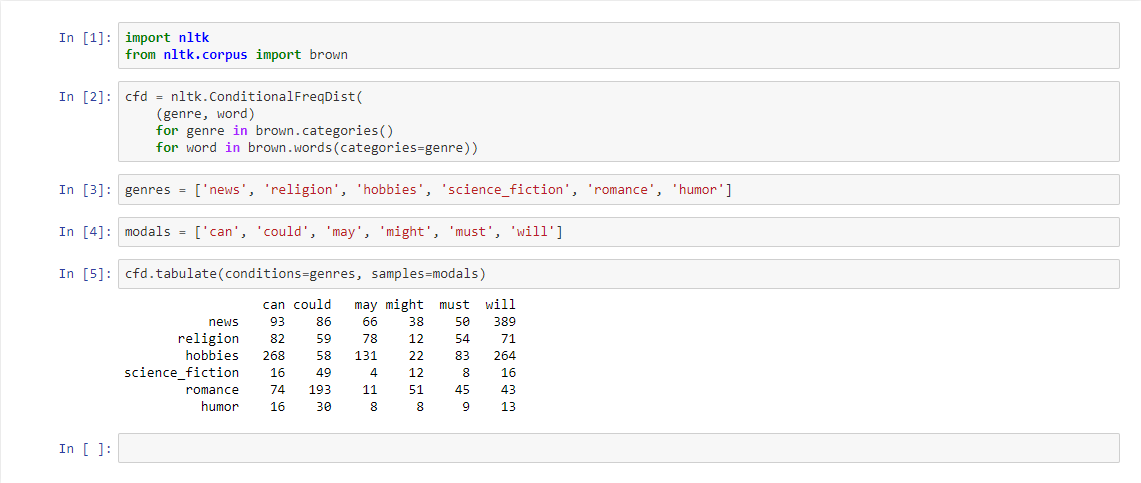 In [1]: import nltk
from nltk.corpus import brown
In [2]: cfd = nltk.ConditionalFreqDist(
(genre, word)
for genre in brown.categories()
for word in brown.words(categories=genre))
In [3]: genres = ['news', 'religion', 'hobbies', 'science_fiction', 'romance', 'humor']
In [4]: modals = ['can', 'could', 'may', 'might', 'must', 'will']
In [5]: cfd.tabulate(conditions=genres, samples=modals)
can could may might must will
news 93 86 66 38 50 389
religion 82 59 78 12 54 71
hobbies 268 58 131 22 83 264
science_fiction 16 49 4 12 8 16
romance 74 193 11 51 45 43
humor 16 30 8 8 9 13
In [ ]: